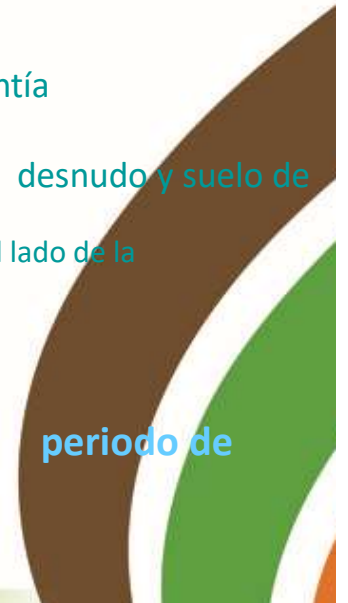 ntía
desnudo y suelo de
lado de la
periodo de